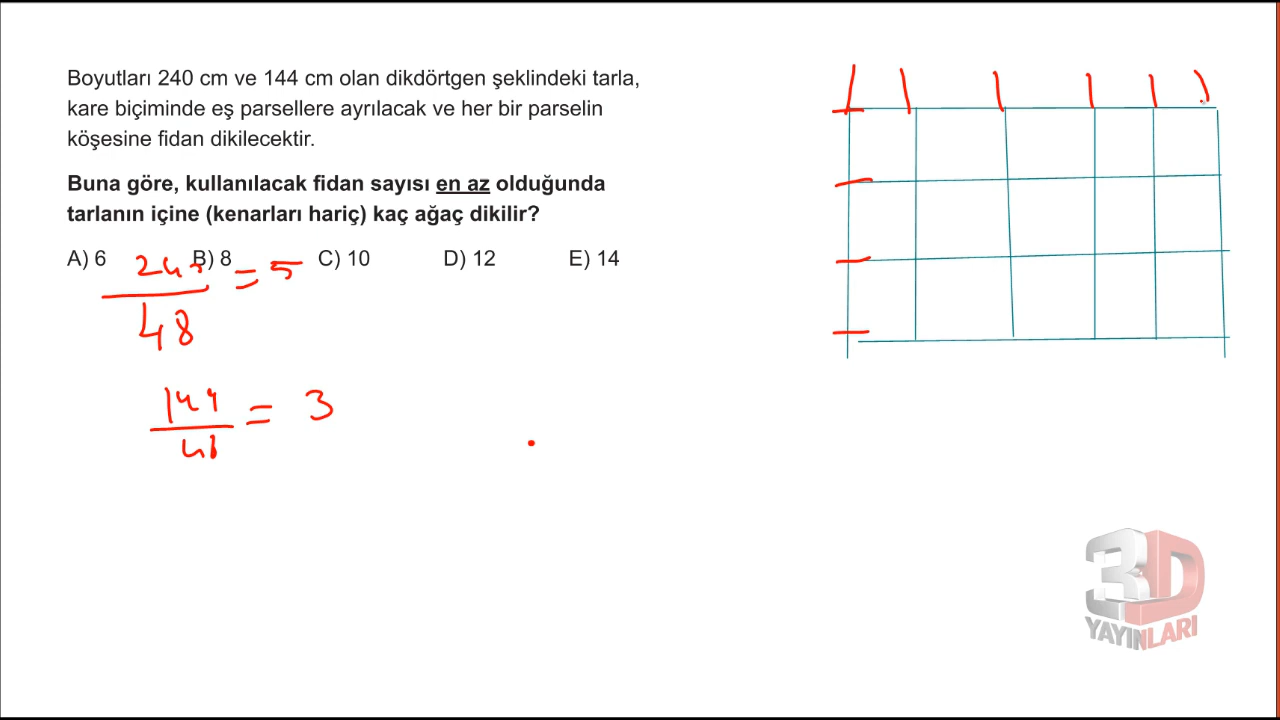 Boyutları 240 cm ve 144 cm olan dikdörtgen şeklindeki tarla,
kare biçiminde eş parsellere ayrılacak ve her bir parselin
köşesine fidan dikilecektir.
Buna göre, kullanılacak fidan sayısı en az olduğunda
tarlanın içine (kenarları hariç) kaç ağaç dikilir?
A) 6 B) 8 C) 10 D) 12 E) 14
240 = 5
48
144 = 3
48
3D
YAYINLARI